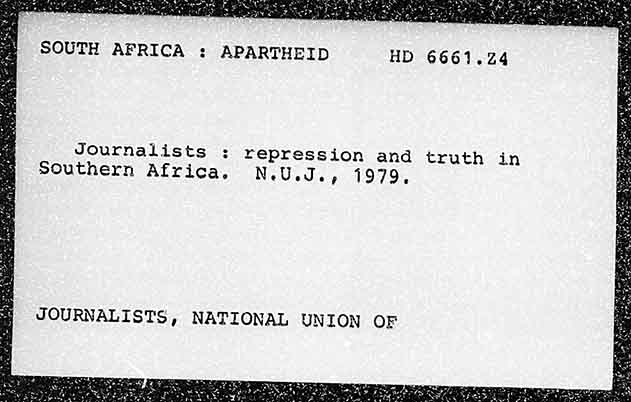 SOUTH AFRICA : APARTHEID HD 6661.Z4
Journalists : repression and truth in
Southern Africa. N.U.J., 1979.
JOURNALISTS, NATIONAL UNION OF